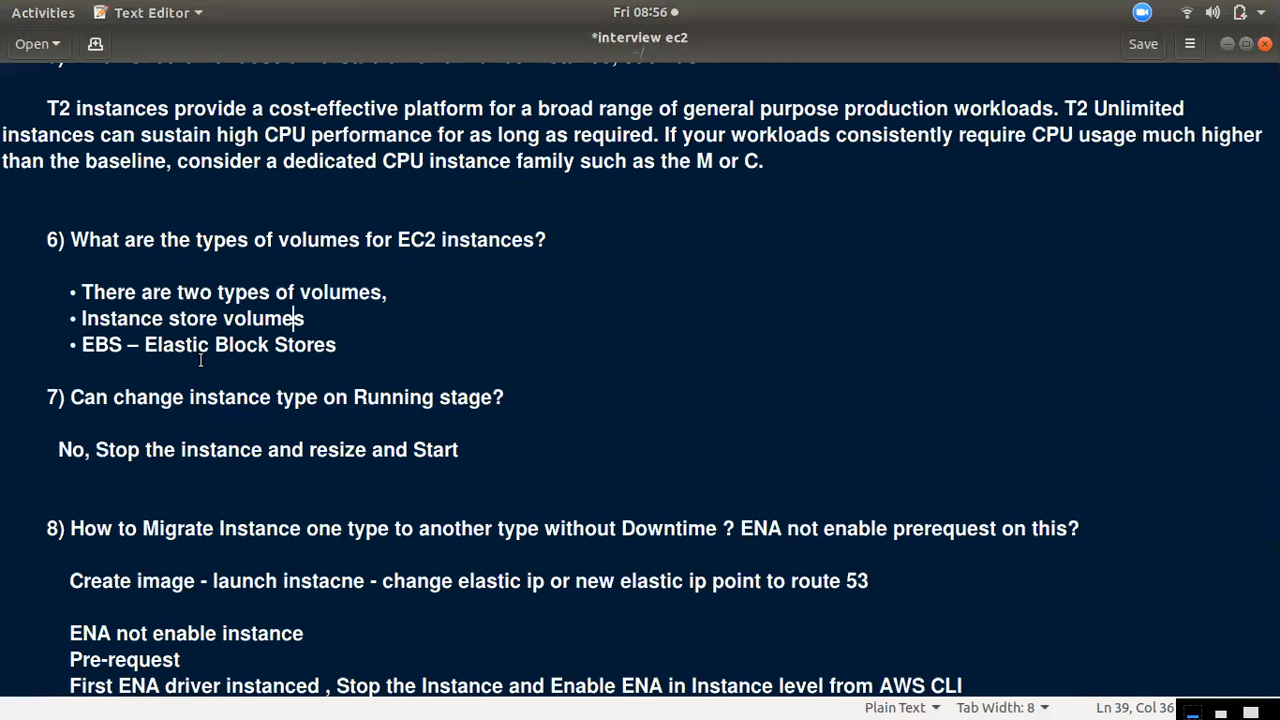 Activities Text Editor Fri 08:56
Open *interview ec2 Save
~/
T2 instances provide a cost-effective platform for a broad range of general purpose production workloads. T2 Unlimited
instances can sustain high CPU performance for as long as required. If your workloads consistently require CPU usage much higher
than the baseline, consider a dedicated CPU instance family such as the M or C.
6) What are the types of volumes for EC2 instances?
• There are two types of volumes,
• Instance store volumes
• EBS – Elastic Block Stores
7) Can change instance type on Running stage?
No, Stop the instance and resize and Start
8) How to Migrate Instance one type to another type without Downtime ? ENA not enable prerequest on this?
Create image - launch instacne - change elastic ip or new elastic ip point to route 53
ENA not enable instance
Pre-request
First ENA driver instanced , Stop the Instance and Enable ENA in Instance level from AWS CLI
Plain Text Tab Width: 8 Ln 39, Col 36